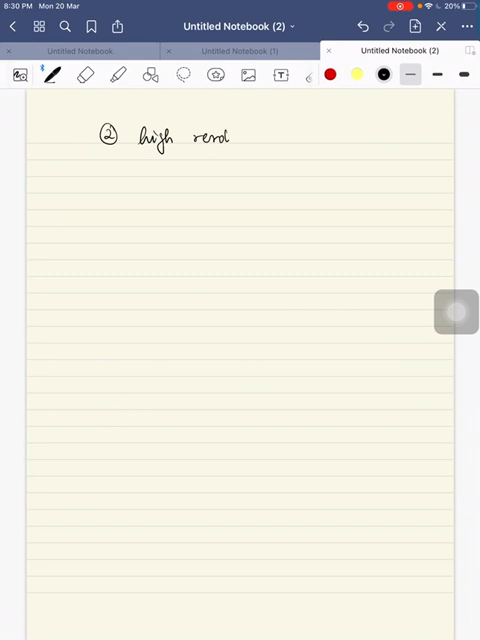 8:30 PM Mon 20 Mar 20%
Untitled Notebook (2)
Untitled Notebook Untitled Notebook (1) Untitled Notebook (2)
② high rend